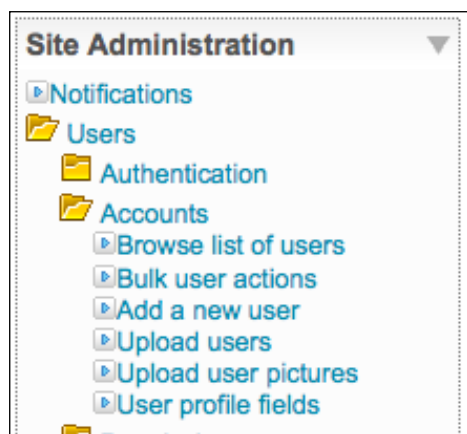 Site Administration
Notifications
Users
Authentication
Accounts
Browse list of users
Bulk user actions
Add a new user
Upload users
Upload user pictures
User profile fields